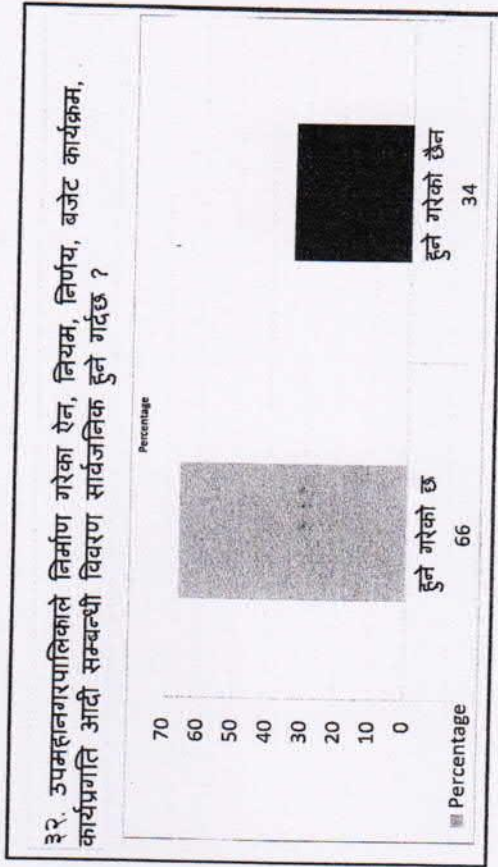 ३२. उपमहानगरपालिकाले निर्माण गरेका ऐन, नियम, निर्णय, बजेट कार्यक्रम,
कार्यप्रगति आदी सम्बन्धी विवरण सार्वजनिक हुने गर्दछ ?
Percentage
70
60
50
40
30
20
10
0
हुने गरेको छ
हुने गरेको छैन
Percentage
66
34